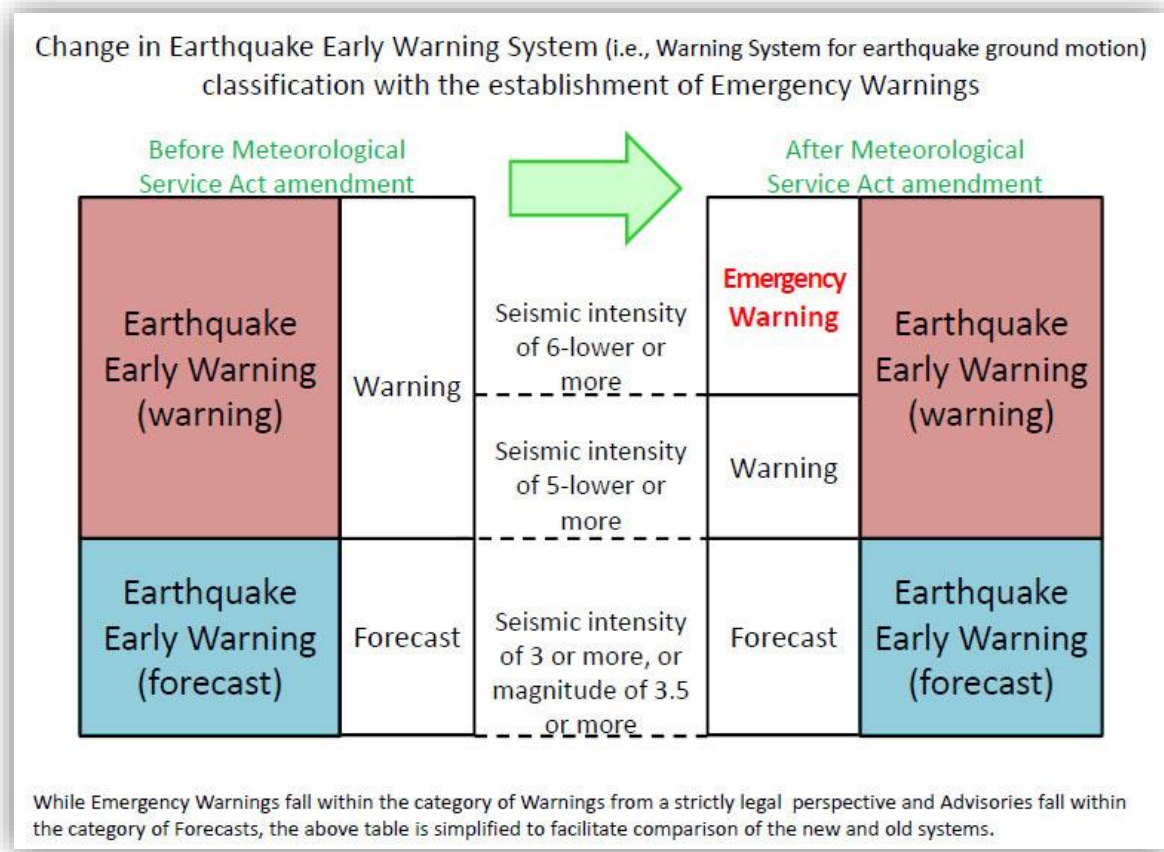 Change in Earthquake Early Warning System (i.e., Warning System for earthquake ground motion)
classification with the establishment of Emergency Warnings
Before Meteorological
Service Act amendment
After Meteorological
Service Act amendment
Earthquake
Early Warning
(warning)
Warning
Seismic intensity
of 6-lower or
more
Emergency
Warning
Earthquake
Early Warning
(warning)
Seismic intensity
of 5-lower or
more
Warning
Earthquake
Early Warning
(forecast)
Forecast
Seismic intensity
of 3 or more, or
magnitude of 3.5
or more
Forecast
Earthquake
Early Warning
(forecast)
While Emergency Warnings fall within the category of Warnings from a strictly legal perspective and Advisories fall within
the category of Forecasts, the above table is simplified to facilitate comparison of the new and old systems.